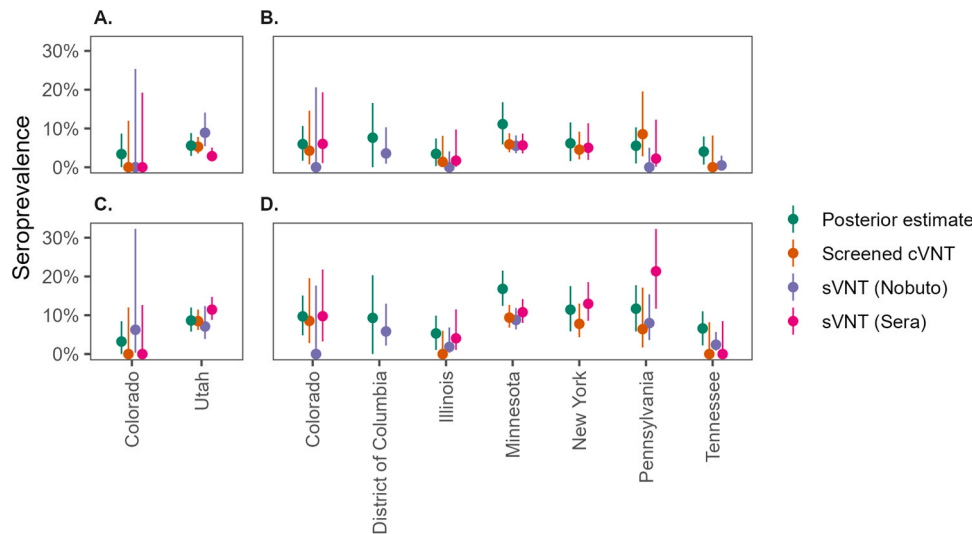 A.
B.
30%
20%
10%
0%
C.
D.
30%
20%
10%
0%
Seroprevalence
Colorado
Utah
Colorado
District of Columbia
Illinois
Minnesota
New York
Pennsylvania
Tennessee
Posterior estimate
Screened cVNT
sVNT (Nobuto)
sVNT (Sera)